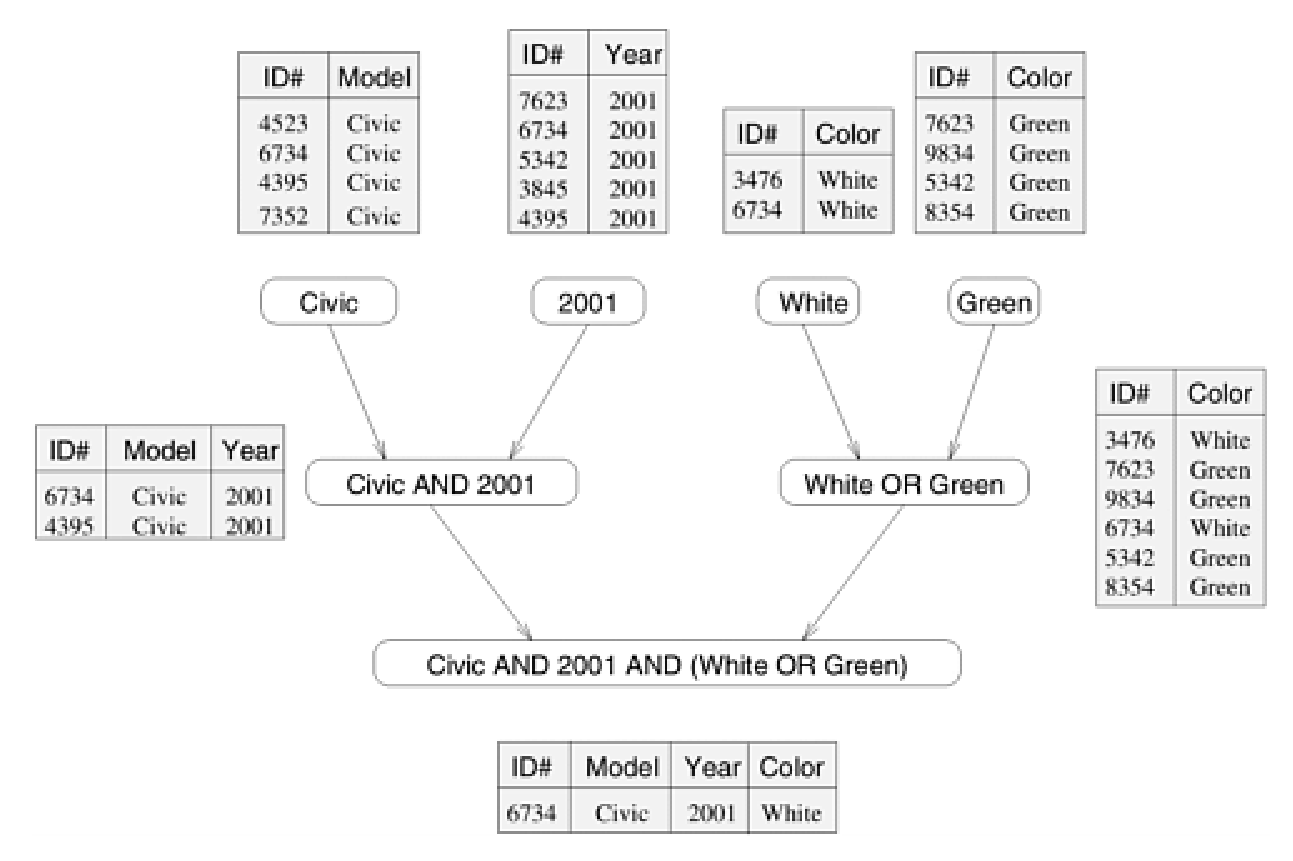 ID# Model
4523 Civic
6734 Civic
4395 Civic
7352 Civic
ID# Year
7623 2001
6734 2001
5342 2001
3845 2001
4395 2001
ID# Color
3476 White
6734 White
ID# Color
7623 Green
9834 Green
5342 Green
8354 Green
Civic
2001
White
Green
ID# Model Year
6734 Civic 2001
4395 Civic 2001
Civic AND 2001
White OR Green
ID# Color
3476 White
7623 Green
9834 Green
6734 White
5342 Green
8354 Green
Civic AND 2001 AND (White OR Green)
ID# Model Year Color
6734 Civic 2001 White